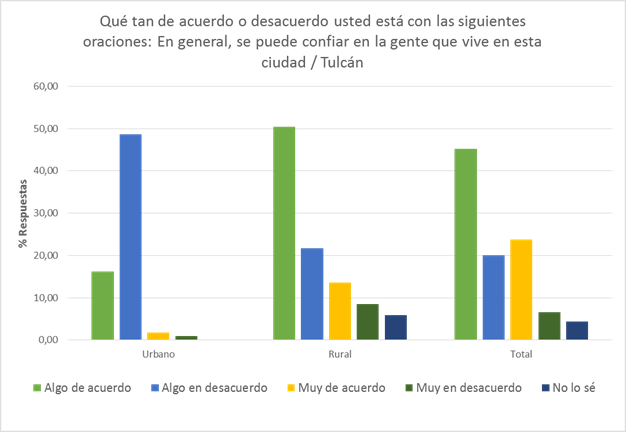 Qué tan de acuerdo o desacuerdo usted está con las siguientes
oraciones: En general, se puede confiar en la gente que vive en esta
ciudad / Tulcán
60,00
50,00
40,00
30,00
20,00
10,00
0,00
% Respuestas
Urbano Rural Total
Algo de acuerdo Algo en desacuerdo Muy de acuerdo Muy en desacuerdo No lo sé